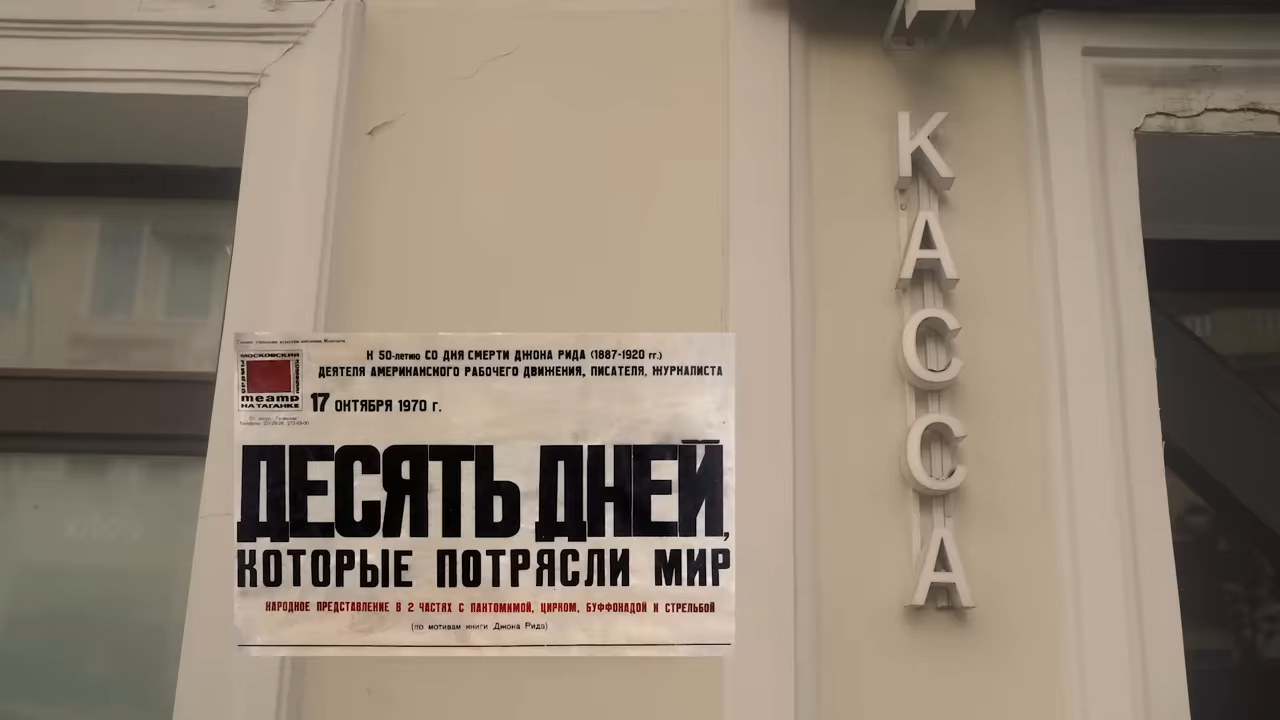 К 50-летию СО ДНЯ СМЕРТИ ДЖОНА РИДА (1887-1920 гг.)
ДЕЯТЕЛЯ АМЕРИКАНСКОГО РАБОЧЕГО ДВИЖЕНИЯ, ПИСАТЕЛЯ, ЖУРНАЛИСТА
МОСКОВСКИЙ
театр
НА ТАГАНКЕ
17 ОКТЯБРЯ 1970 г.
ДЕСЯТЬ ДНЕЙ,
КОТОРЫЕ ПОТРЯСЛИ МИР
НАРОДНОЕ ПРЕДСТАВЛЕНИЕ В 2 ЧАСТЯХ С ПАНТОМИМОЙ, ЦИРКОМ, БУФФОНАДОЙ И СТРЕЛЬБОЙ
(по мотивам книги Джона Рида)
КАССА